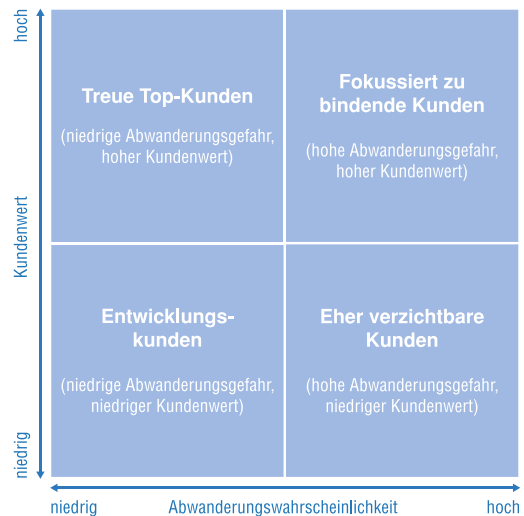 hoch
Kundenwert
niedrig
Treue Top-Kunden
(niedrige Abwanderungsgefahr,
hoher Kundenwert)
Fokussiert zu
bindende Kunden
(hohe Abwanderungsgefahr,
hoher Kundenwert)
Entwicklungs-
kunden
(niedrige Abwanderungsgefahr,
niedriger Kundenwert)
Eher verzichtbare
Kunden
(hohe Abwanderungsgefahr,
niedriger Kundenwert)
niedrig Abwanderungswahrscheinlichkeit hoch